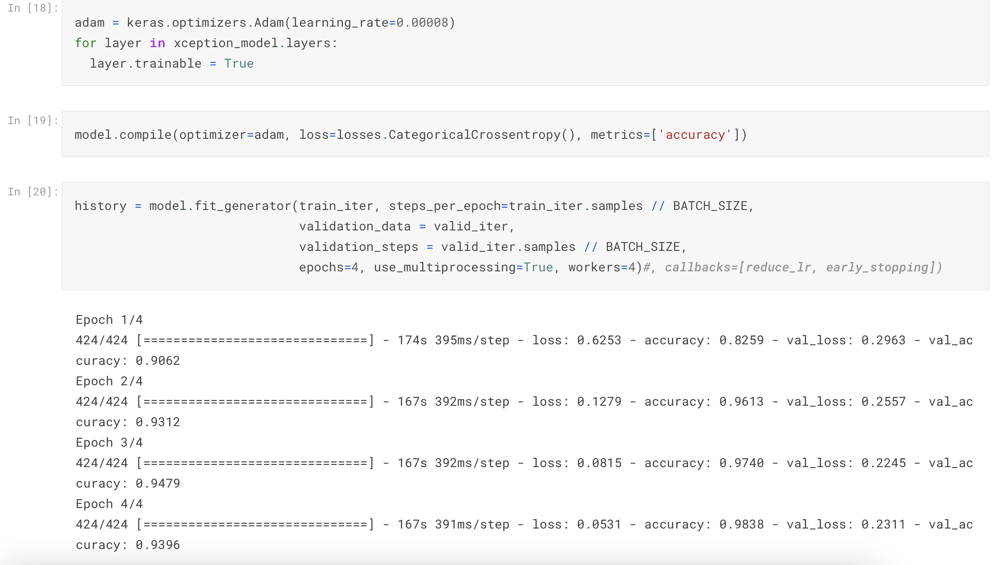 In [18]:
adam = keras.optimizers.Adam(learning_rate=0.00008)
for layer in xception_model.layers:
  layer.trainable = True
In [19]:
model.compile(optimizer=adam, loss=losses.CategoricalCrossentropy(), metrics=['accuracy'])
In [20]:
history = model.fit_generator(train_iter, steps_per_epoch=train_iter.samples // BATCH_SIZE,
                              validation_data = valid_iter,
                              validation_steps = valid_iter.samples // BATCH_SIZE,
                              epochs=4, use_multiprocessing=True, workers=4)#, callbacks=[reduce_lr, early_stopping])
Epoch 1/4
424/424 [==============================] - 174s 395ms/step - loss: 0.6253 - accuracy: 0.8259 - val_loss: 0.2963 - val_ac
curacy: 0.9062
Epoch 2/4
424/424 [==============================] - 167s 392ms/step - loss: 0.1279 - accuracy: 0.9613 - val_loss: 0.2557 - val_ac
curacy: 0.9312
Epoch 3/4
424/424 [==============================] - 167s 392ms/step - loss: 0.0815 - accuracy: 0.9740 - val_loss: 0.2245 - val_ac
curacy: 0.9479
Epoch 4/4
424/424 [==============================] - 167s 391ms/step - loss: 0.0531 - accuracy: 0.9838 - val_loss: 0.2311 - val_ac
curacy: 0.9396